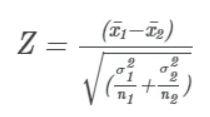 Z = (x̄₁−x̄₂) / √(σ₁²/n₁ + σ₂²/n₂)